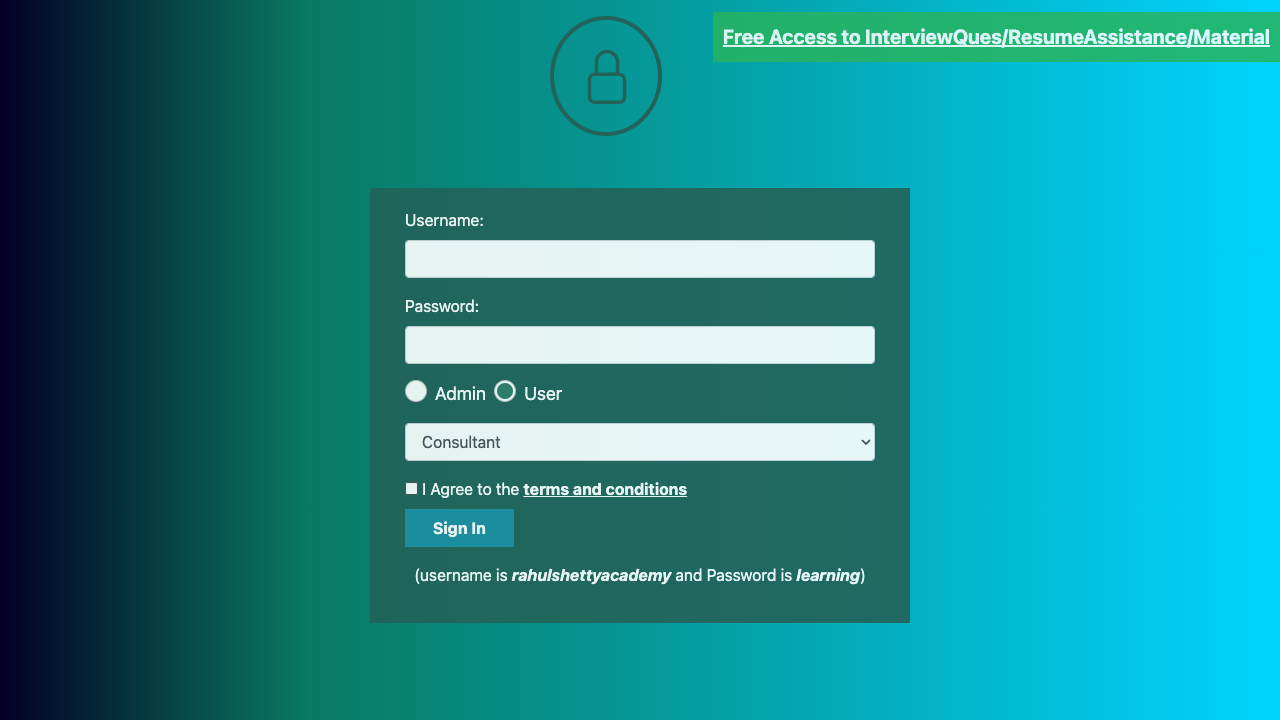 Free Access to InterviewQues/ResumeAssistance/Material
Username:
Password:
Admin User
Consultant
I Agree to the terms and conditions
Sign In
(username is rahulshettyacademy and Password is learning)